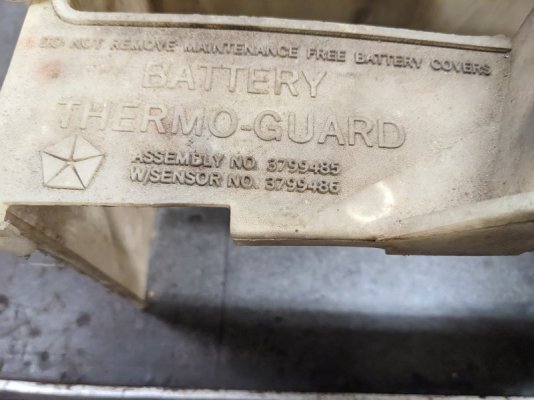 DO NOT REMOVE MAINTENANCE FREE BATTERY COVERS
BATTERY
THERMO-GUARD
ASSEMBLY NO. 3799485
W/SENSOR NO. 3799486